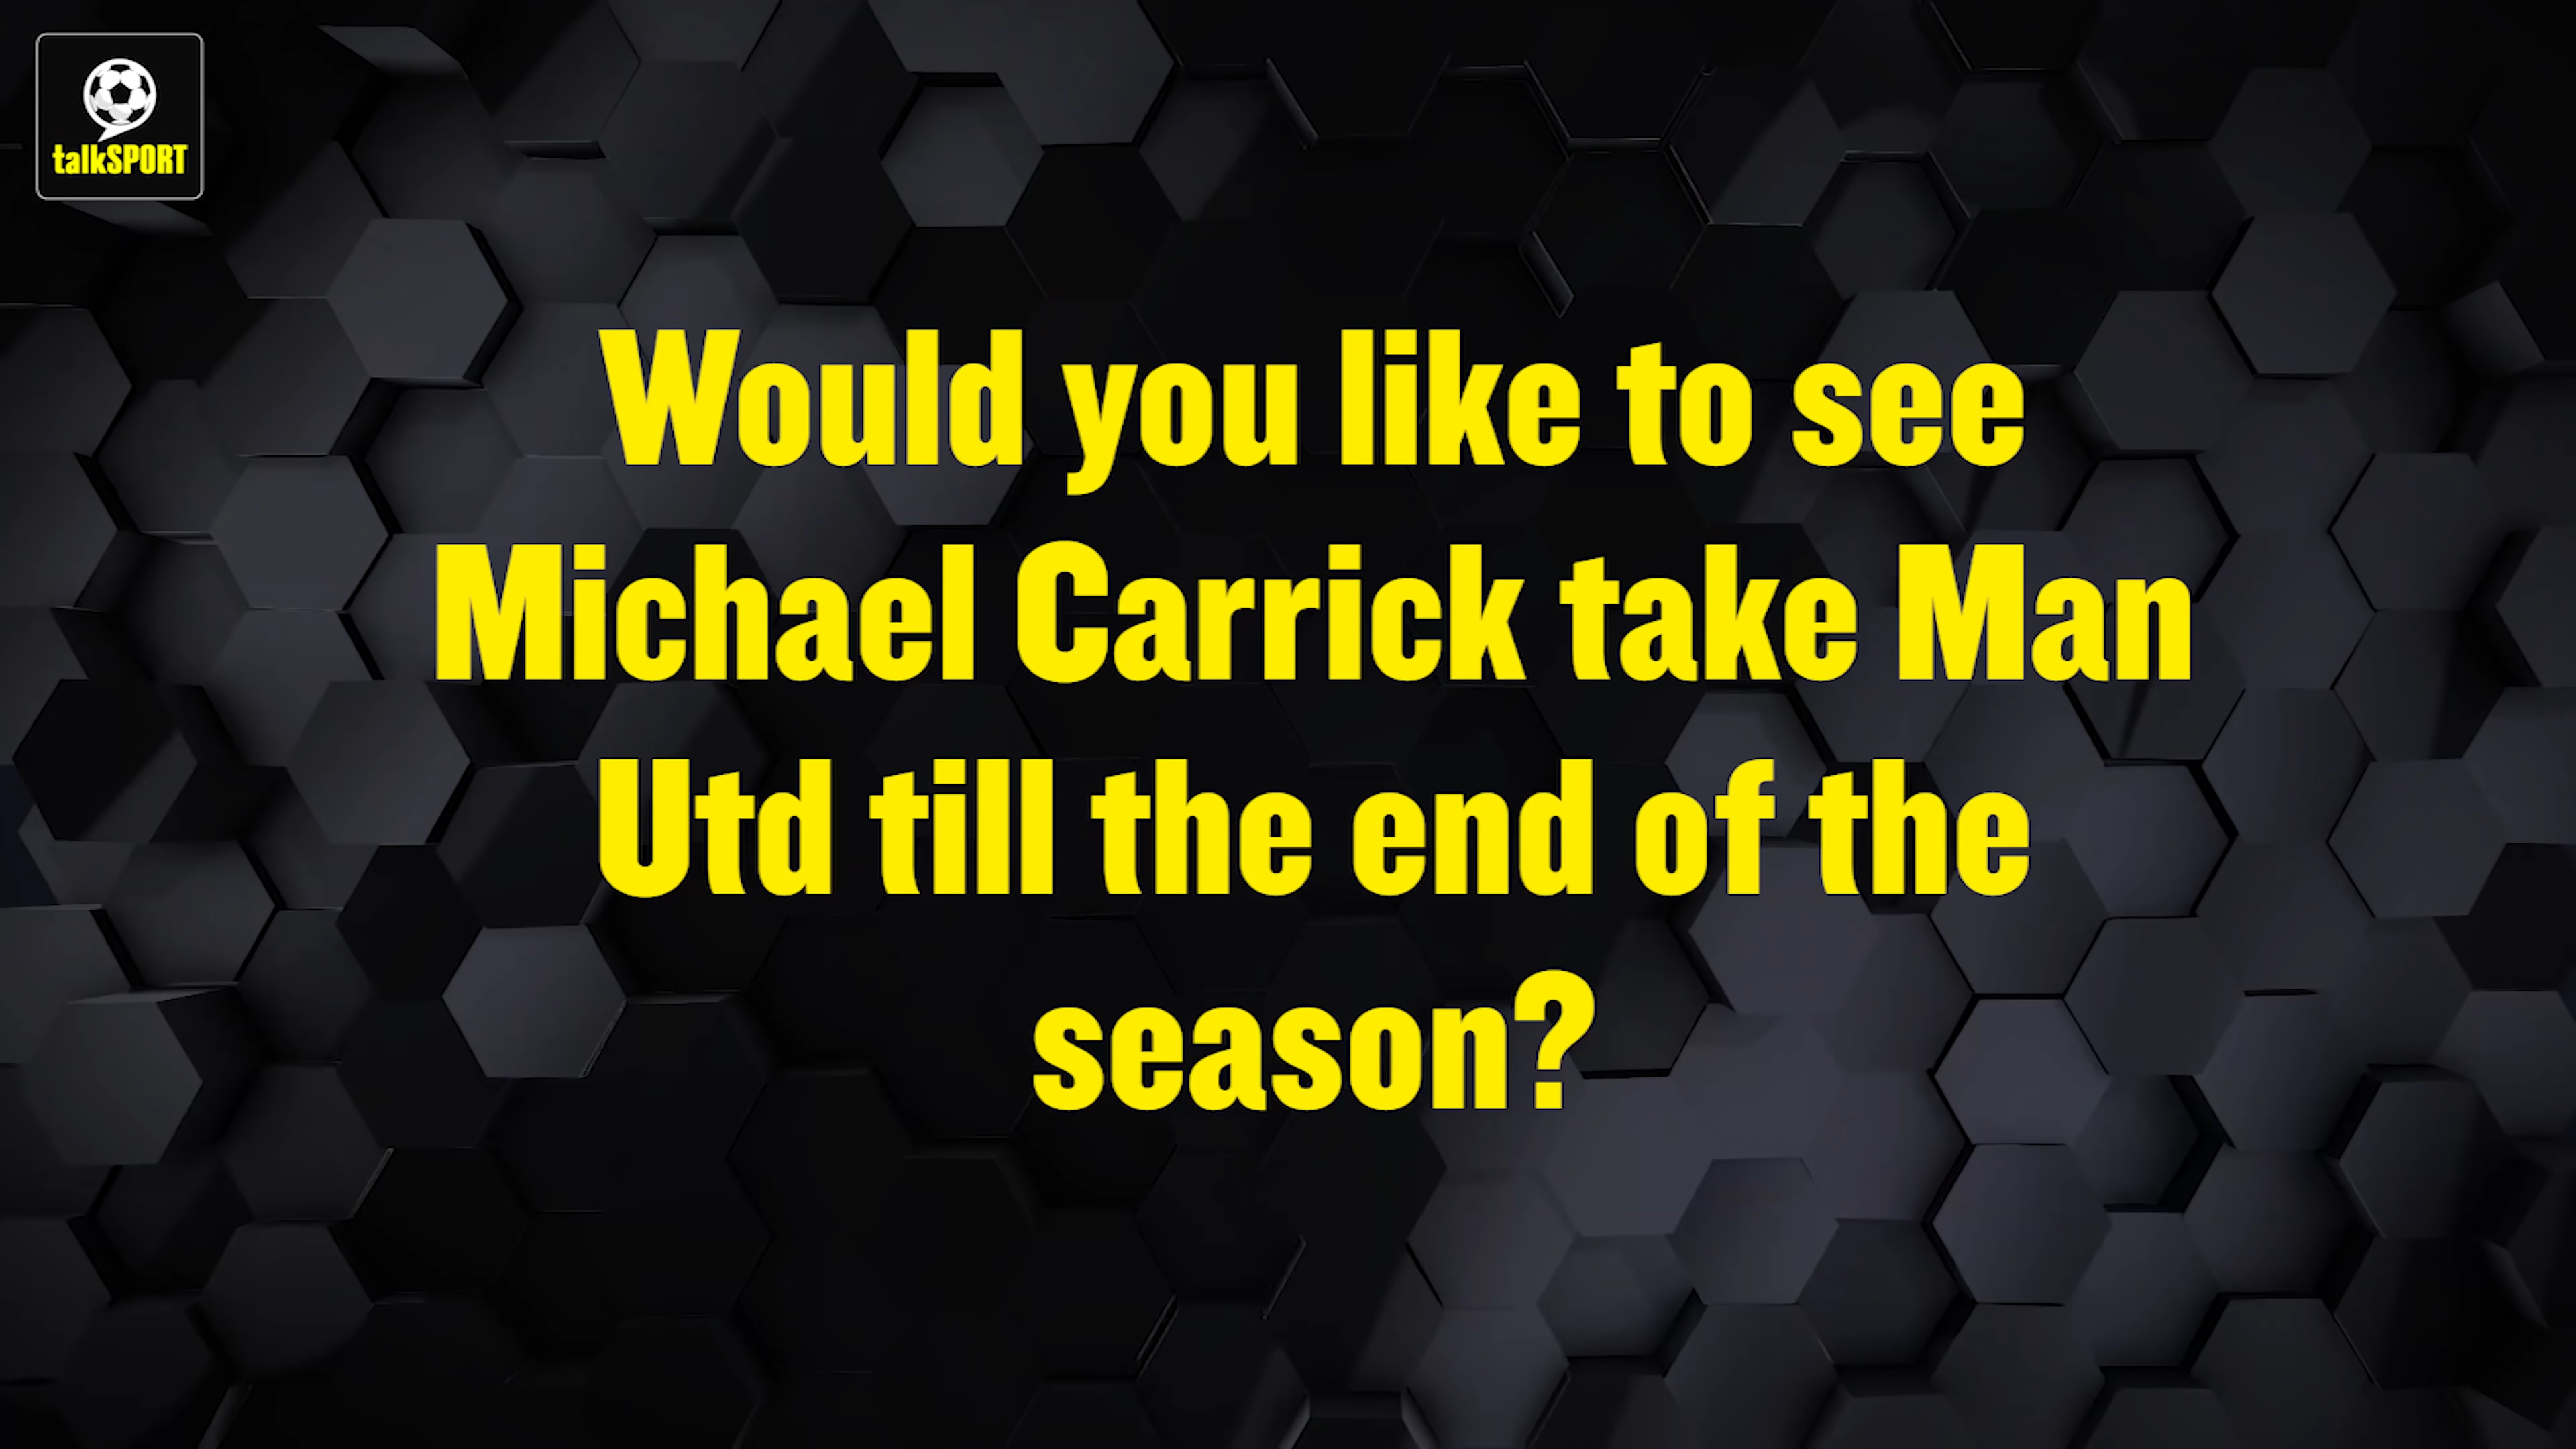 talkSPORT
Would you like to see
Michael Carrick take Man
Utd till the end of the
season?